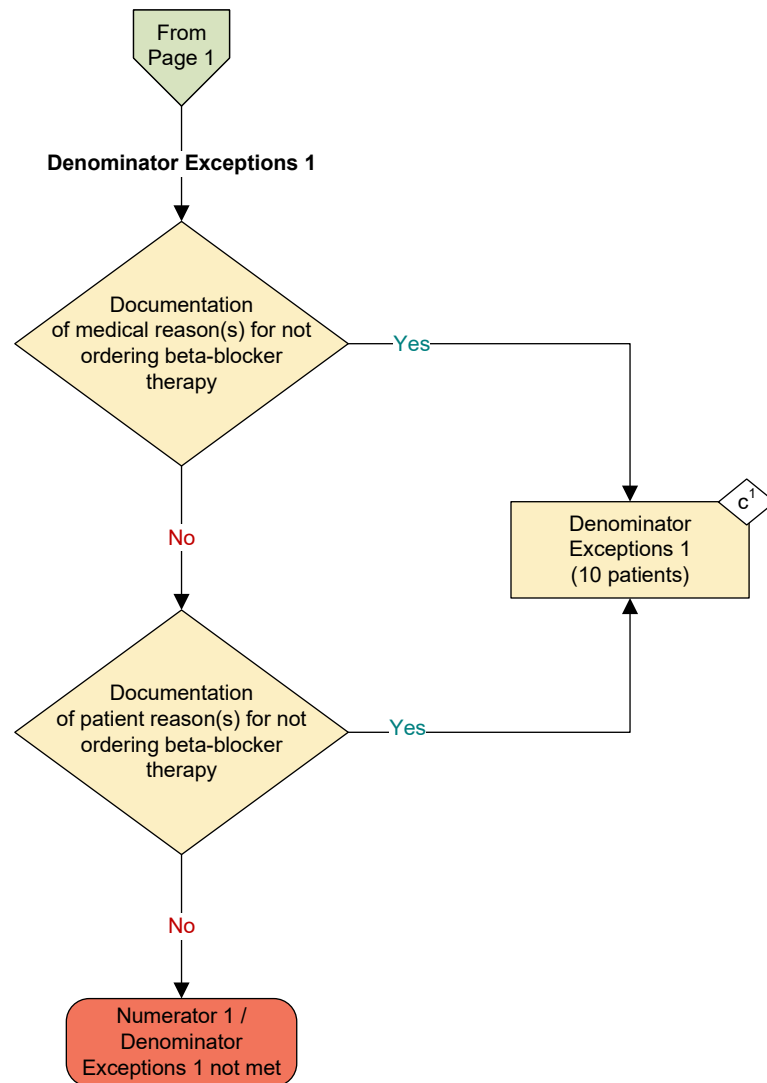 From
Page 1
Denominator Exceptions 1
Documentation
of medical reason(s) for not
ordering beta-blocker
therapy
Yes
c¹
Denominator
Exceptions 1
(10 patients)
No
Documentation
of patient reason(s) for not
ordering beta-blocker
therapy
Yes
No
Numerator 1 /
Denominator
Exceptions 1 not met